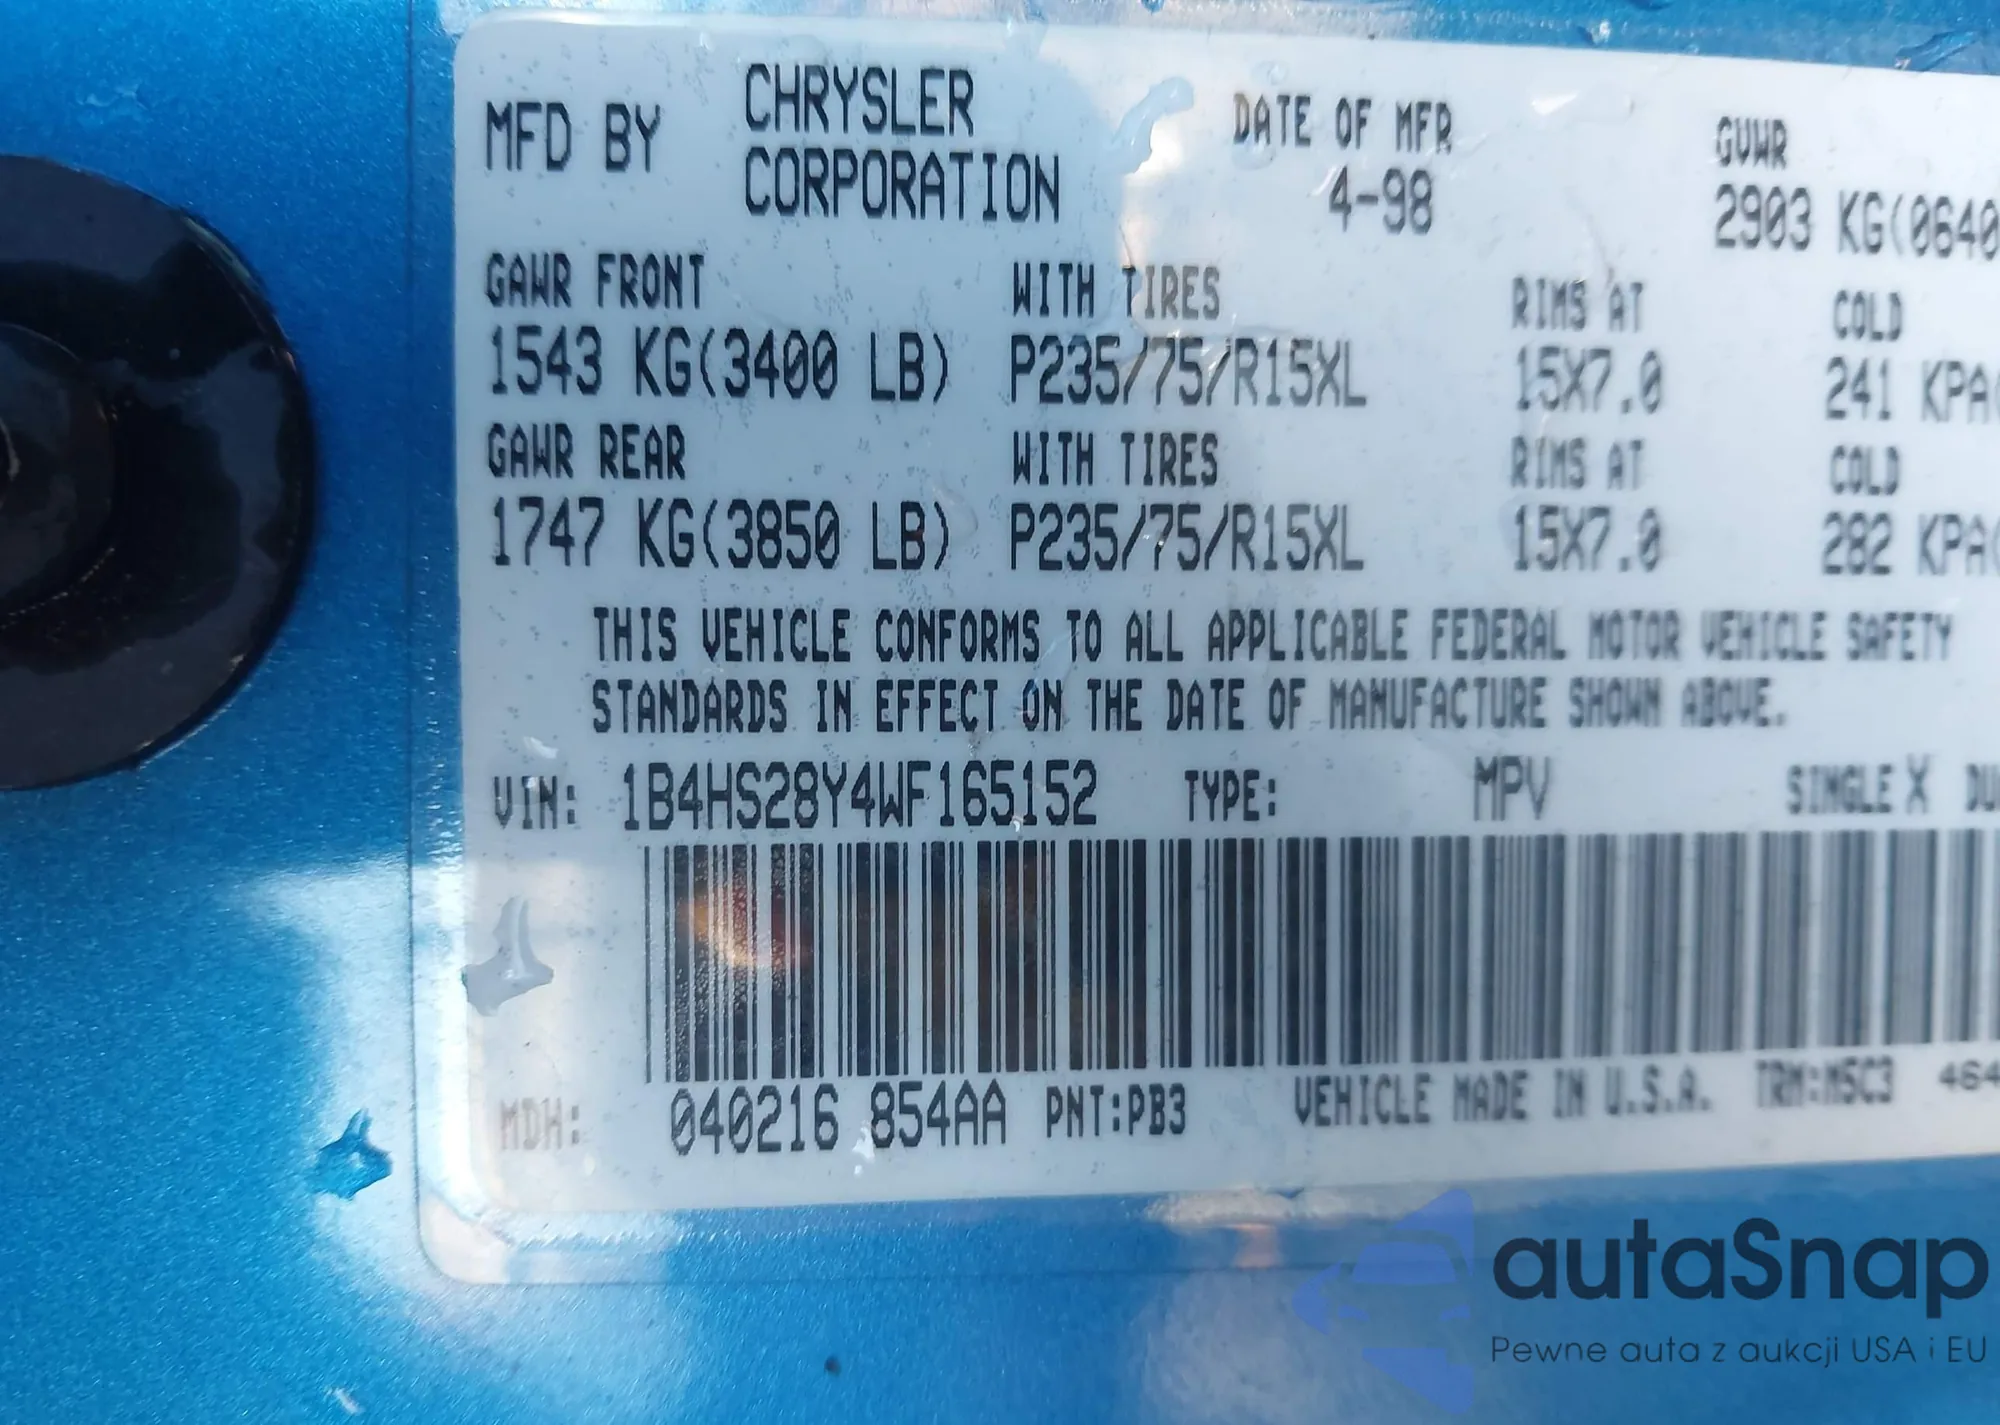 MFD BY CHRYSLER CORPORATION
DATE OF MFR 4-98
GVWR 2903 KG(0640
GAWR FRONT WITH TIRES RIMS AT COLD
1543 KG(3400 LB) P235/75/R15XL 15X7.0 241 KPA(
GAWR REAR WITH TIRES RIMS AT COLD
1747 KG(3850 LB) P235/75/R15XL 15X7.0 282 KPA(
THIS VEHICLE CONFORMS TO ALL APPLICABLE FEDERAL MOTOR VEHICLE SAFETY
STANDARDS IN EFFECT ON THE DATE OF MANUFACTURE SHOWN ABOVE.
VIN: 1B4HS28Y4WF165152 TYPE: MPV SINGLE X DU
MDH: 040216 854AA PNT:PB3 VEHICLE MADE IN U.S.A. TRM:M5C3 464
autaSnap
Pewne auta z aukcji USA i EU